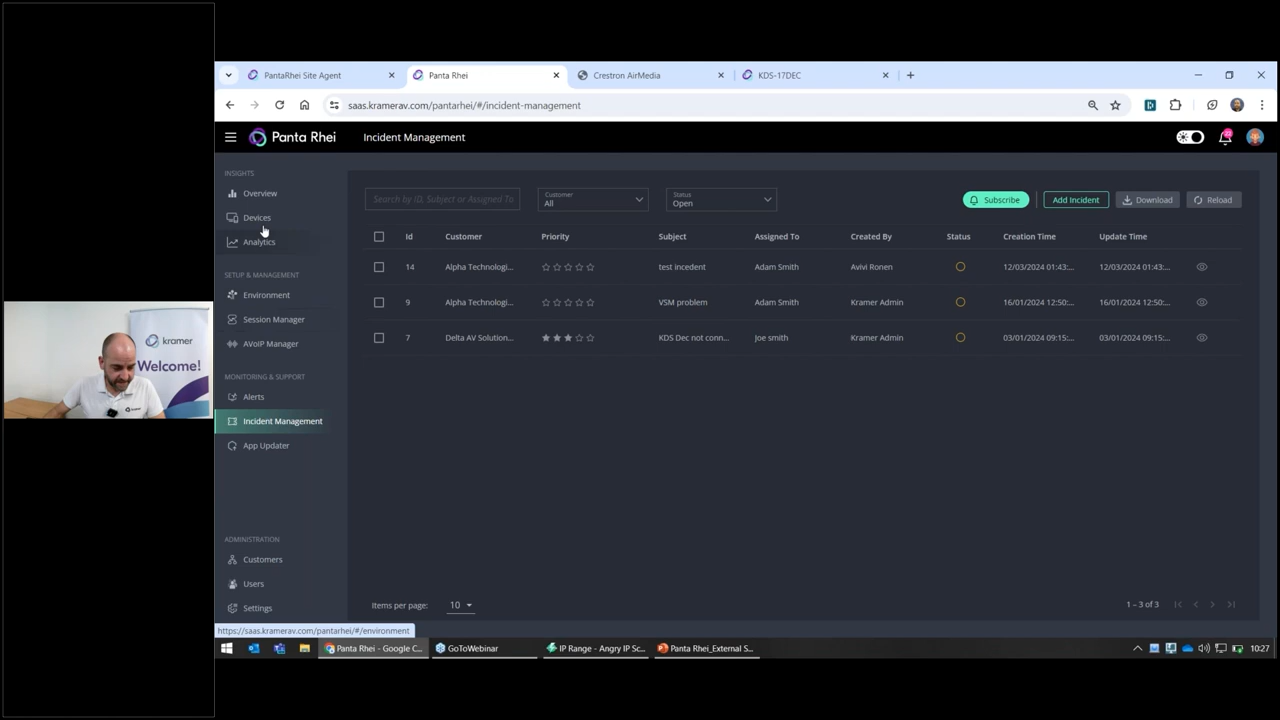 PantaRhei Site Agent
Panta Rhei
Crestron AirMedia
KDS-17DEC
saas.kramerav.com/pantarhei/#/incident-management
Panta Rhei
Incident Management
22
INSIGHTS
Overview
Devices
Analytics
SETUP & MANAGEMENT
Environment
Session Manager
AVoIP Manager
MONITORING & SUPPORT
Alerts
Incident Management
App Updater
ADMINISTRATION
Customers
Users
Settings
Search by ID, Subject or Assigned To
Customer
All
Status
Open
Subscribe
Add Incident
Download
Reload
Id Customer Priority Subject Assigned To Created By Status Creation Time Update Time
14 Alpha Technologi... test incedent Adam Smith Avivi Ronen 12/03/2024 01:43:... 12/03/2024 01:43:...
9 Alpha Technologi... VSM problem Adam Smith Kramer Admin 16/01/2024 12:50:... 16/01/2024 12:50:...
7 Delta AV Solution... KDS Dec not conn... Joe smith Kramer Admin 03/01/2024 09:15:... 03/01/2024 09:15:...
Items per page: 10
1 – 3 of 3
kramer
Welcome!
kramer
https://saas.kramerav.com/pantarhei/#/environment
Panta Rhei - Google C...
GoToWebinar
IP Range - Angry IP Sc...
Panta Rhei_External S...
10:27